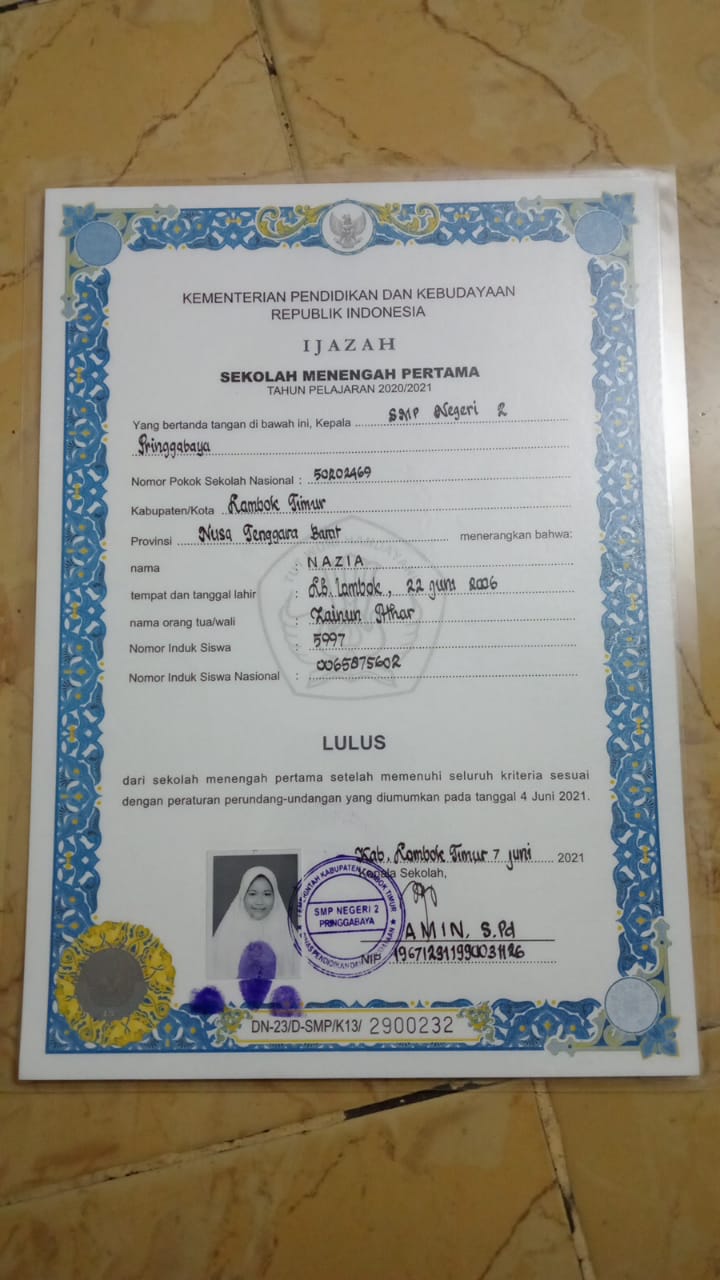 KEMENTERIAN PENDIDIKAN DAN KEBUDAYAAN
REPUBLIK INDONESIA
IJAZAH
SEKOLAH MENENGAH PERTAMA
TAHUN PELAJARAN 2020/2021
Yang bertanda tangan di bawah ini, Kepala SMP Negeri 2
Pringgabaya
Nomor Pokok Sekolah Nasional : 50202469
Kabupaten/Kota Lombok Timur
Provinsi Nusa Tenggara Barat menerangkan bahwa:
nama : NAZIA
tempat dan tanggal lahir : Lb. Lombok, 22 Juni 2006
nama orang tua/wali : Zainun Athar
Nomor Induk Siswa : 5997
Nomor Induk Siswa Nasional : 0065875602
LULUS
dari sekolah menengah pertama setelah memenuhi seluruh kriteria sesuai
dengan peraturan perundang-undangan yang diumumkan pada tanggal 4 Juni 2021.
Kab. Lombok Timur 7 Juni 2021
Kepala Sekolah,
PEMERINTAH KABUPATEN LOMBOK TIMUR
SMP NEGERI 2
PRINGGABAYA
AMIN, S.Pd
NIP 196712311990031126
DN-23/D-SMP/K13/ 2900232